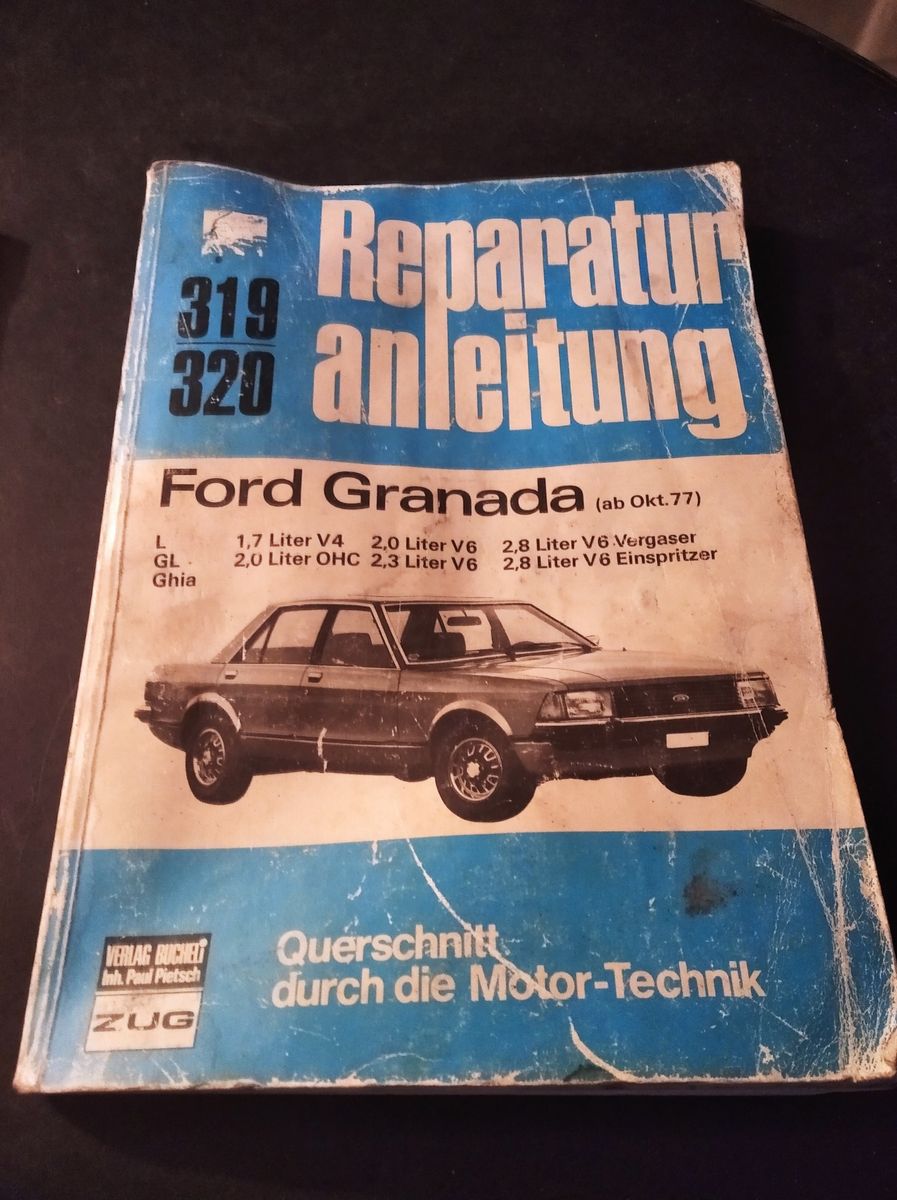 Reparatur
anleitung
319
320
Ford Granada (ab Okt.77)
L 1,7 Liter V4 2,0 Liter V6 2,8 Liter V6 Vergaser
GL 2,0 Liter OHC 2,3 Liter V6 2,8 Liter V6 Einspritzer
Ghia
Querschnitt
durch die Motor-Technik
VERLAG BUCHELI
Inh. Paul Pietsch
ZUG